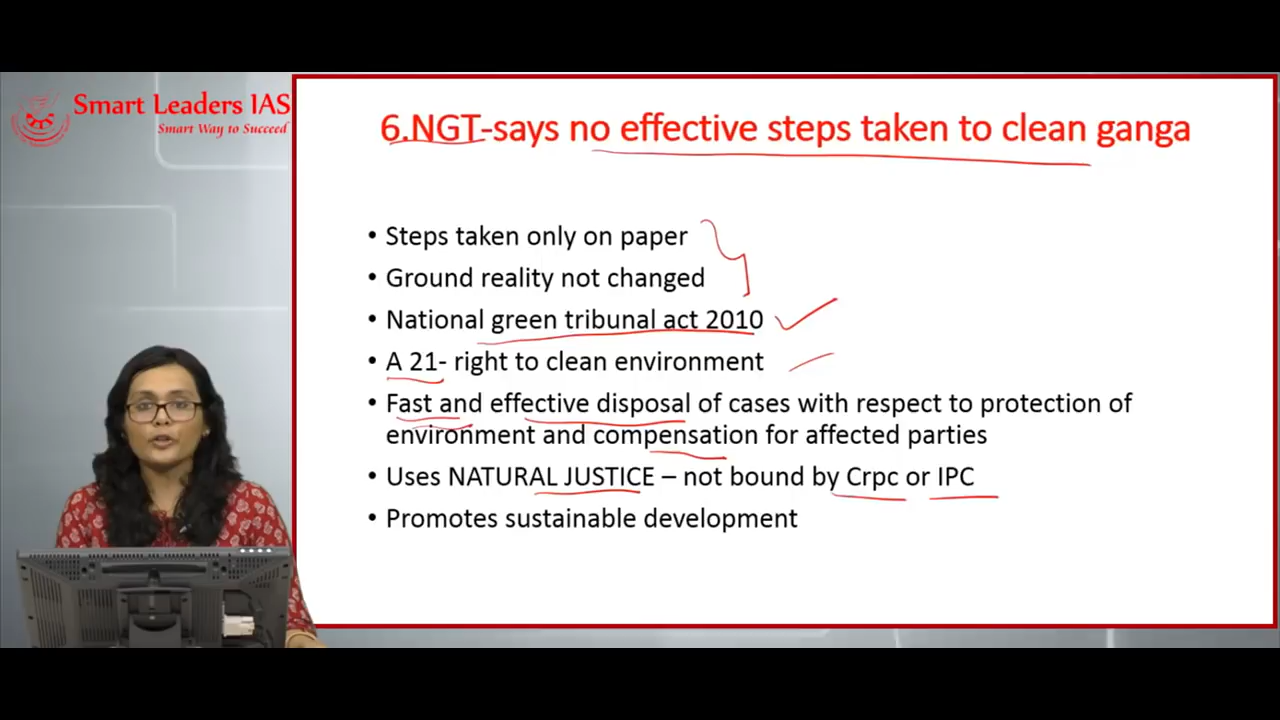 Smart Leaders IAS
Smart Way to Succeed
6.NGT-says no effective steps taken to clean ganga
• Steps taken only on paper
• Ground reality not changed
• National green tribunal act 2010
• A 21- right to clean environment
• Fast and effective disposal of cases with respect to protection of
environment and compensation for affected parties
• Uses NATURAL JUSTICE – not bound by Crpc or IPC
• Promotes sustainable development